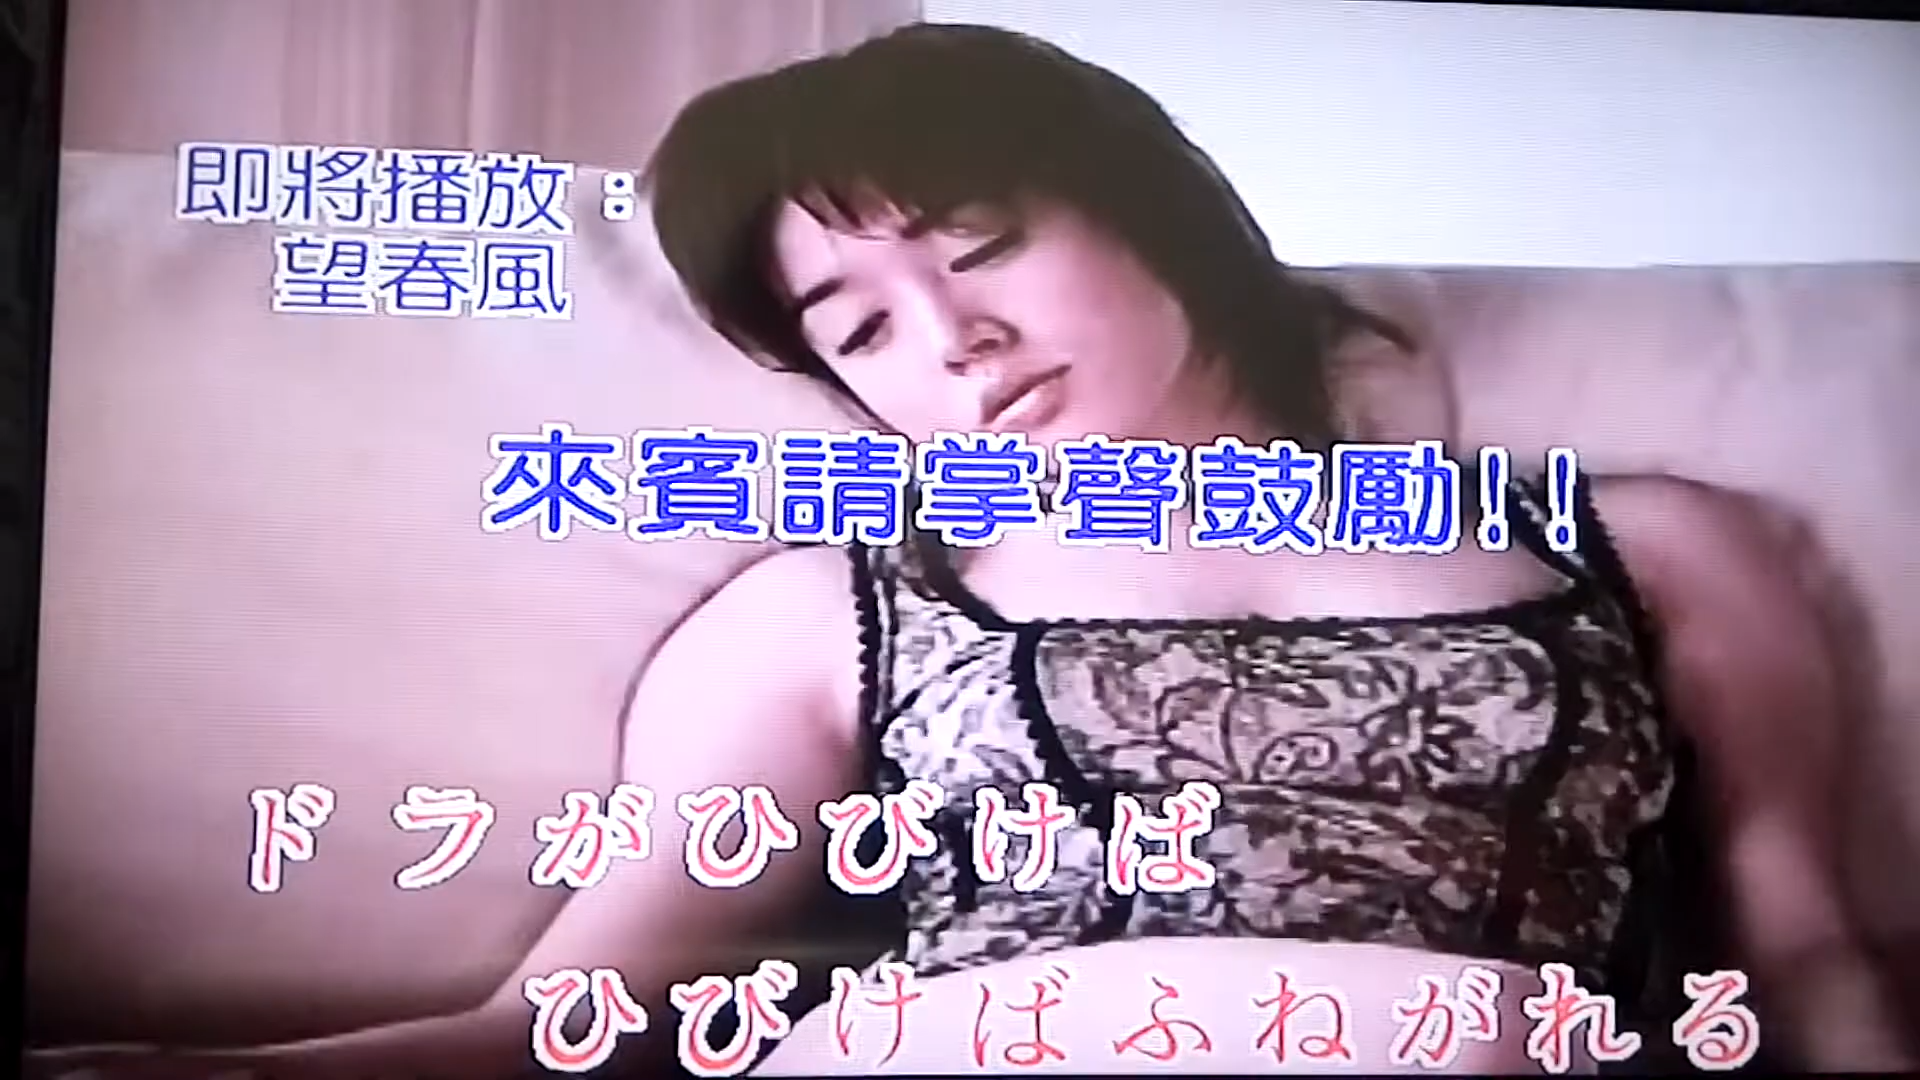 即將播放：
望春風
來賓請掌聲鼓勵!!
ドラがひびけば
ひびけばふねがれる